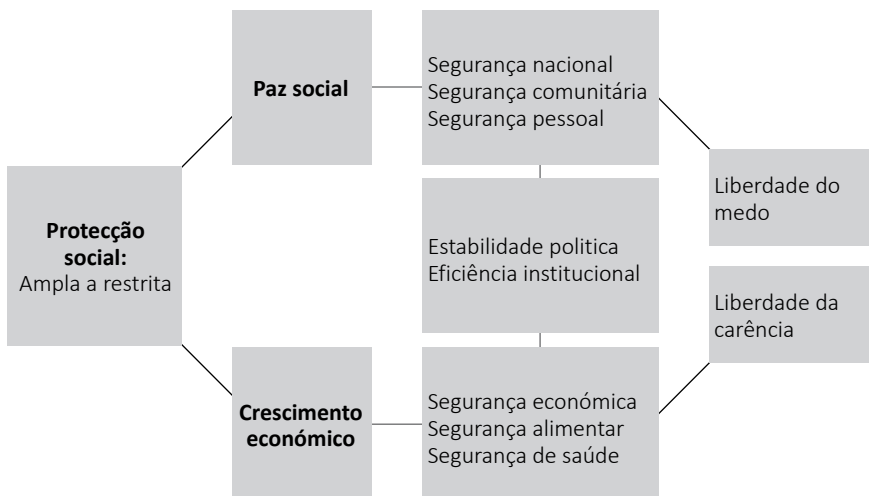 Protecção
social:
Ampla a restrita
Paz social
Crescimento
económico
Segurança nacional
Segurança comunitária
Segurança pessoal
Estabilidade politica
Eficiência institucional
Segurança económica
Segurança alimentar
Segurança de saúde
Liberdade do
medo
Liberdade da
carência